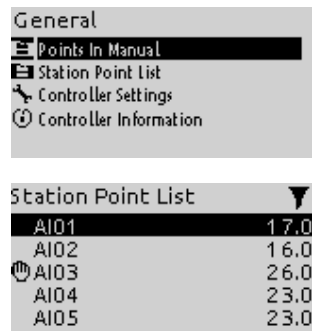 General
Points In Manual
Station Point List
Controller Settings
Controller Information
Station Point List
AI01 17.0
AI02 16.0
AI03 26.0
AI04 23.0
AI05 23.0